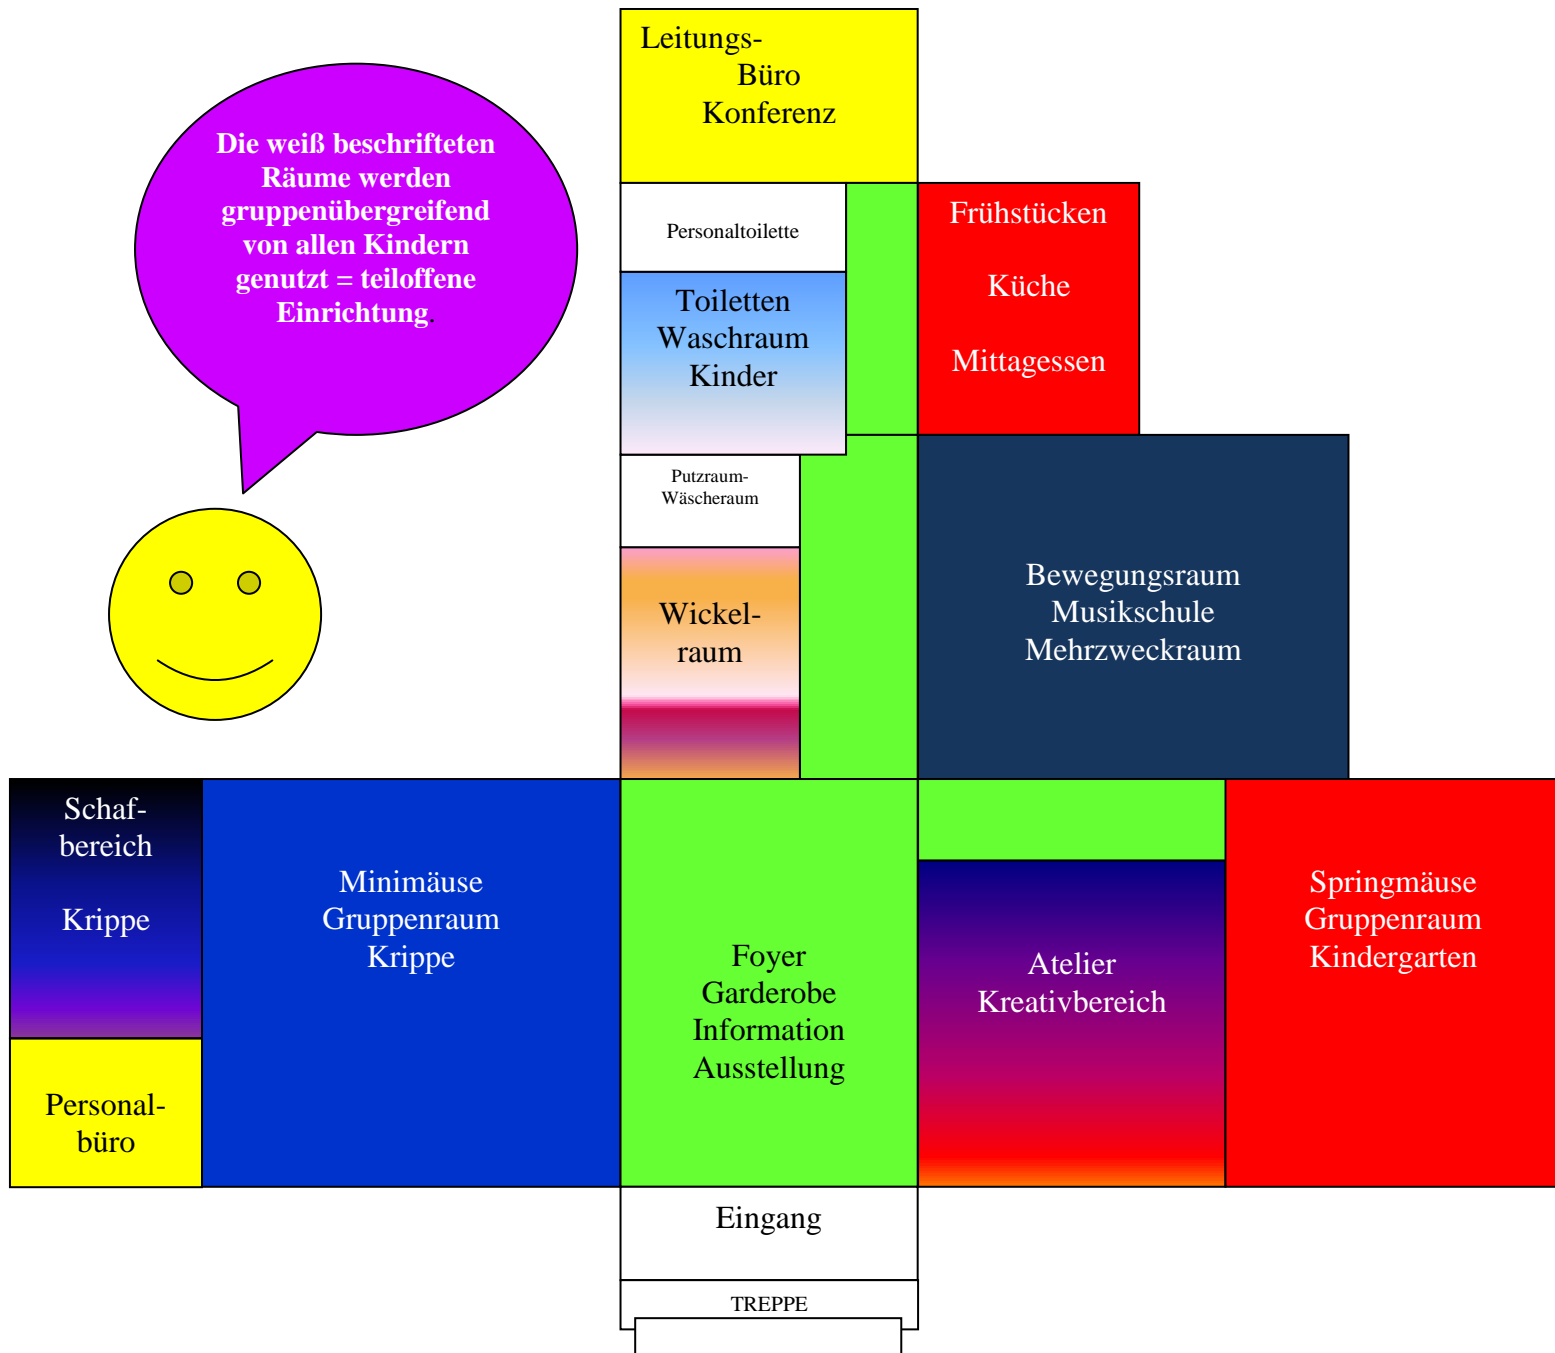 Leitungs-
Büro
Konferenz
Die weiß beschrifteten
Räume werden
gruppenübergreifend
von allen Kindern
genutzt = teiloffene
Einrichtung.
Personaltoilette
Frühstücken
Küche
Mittagessen
Toiletten
Waschraum
Kinder
Putzraum-
Wäscheraum
Wickel-
raum
Bewegungsraum
Musikschule
Mehrzweckraum
Schaf-
bereich
Krippe
Minimäuse
Gruppenraum
Krippe
Foyer
Garderobe
Information
Ausstellung
Atelier
Kreativbereich
Springmäuse
Gruppenraum
Kindergarten
Personal-
büro
Eingang
TREPPE